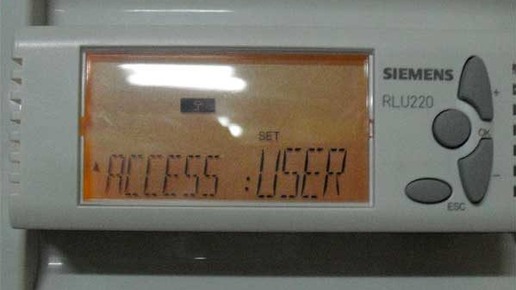 SIEMENS
RLU220
SET
ACCESS :USER
+
OK
-
ESC